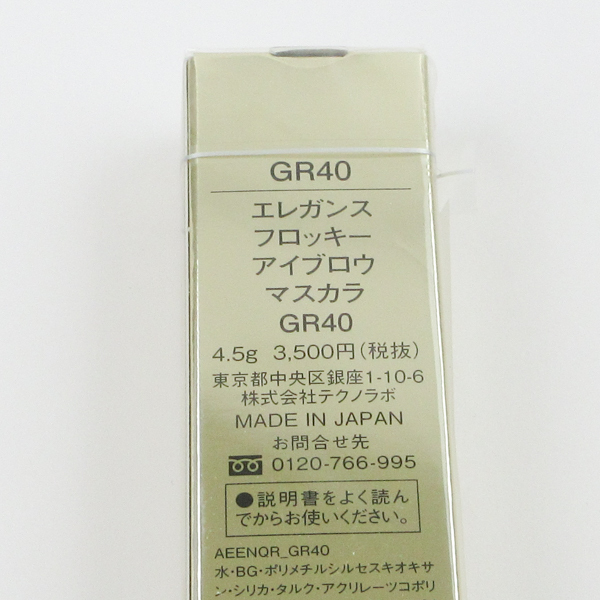 GR40
エレガンス
フロッキー
アイブロウ
マスカラ
GR40
4.5g 3,500円(税抜)
東京都中央区銀座1-10-6
株式会社テクノラボ
MADE IN JAPAN
お問合せ先
0120-766-995
●説明書をよく読ん
でからお使いください。
AEENQR_GR40
水・BG・ポリメチルシルセスキオキサ
ン・シリカ・タルク・アクリレーツコポリ